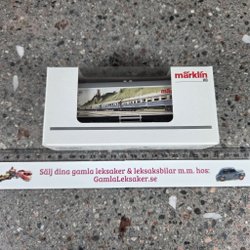 märklin
Sälj dina gamla leksaker & leksaksbilar m.m. hos:
GamlaLeksaker.se